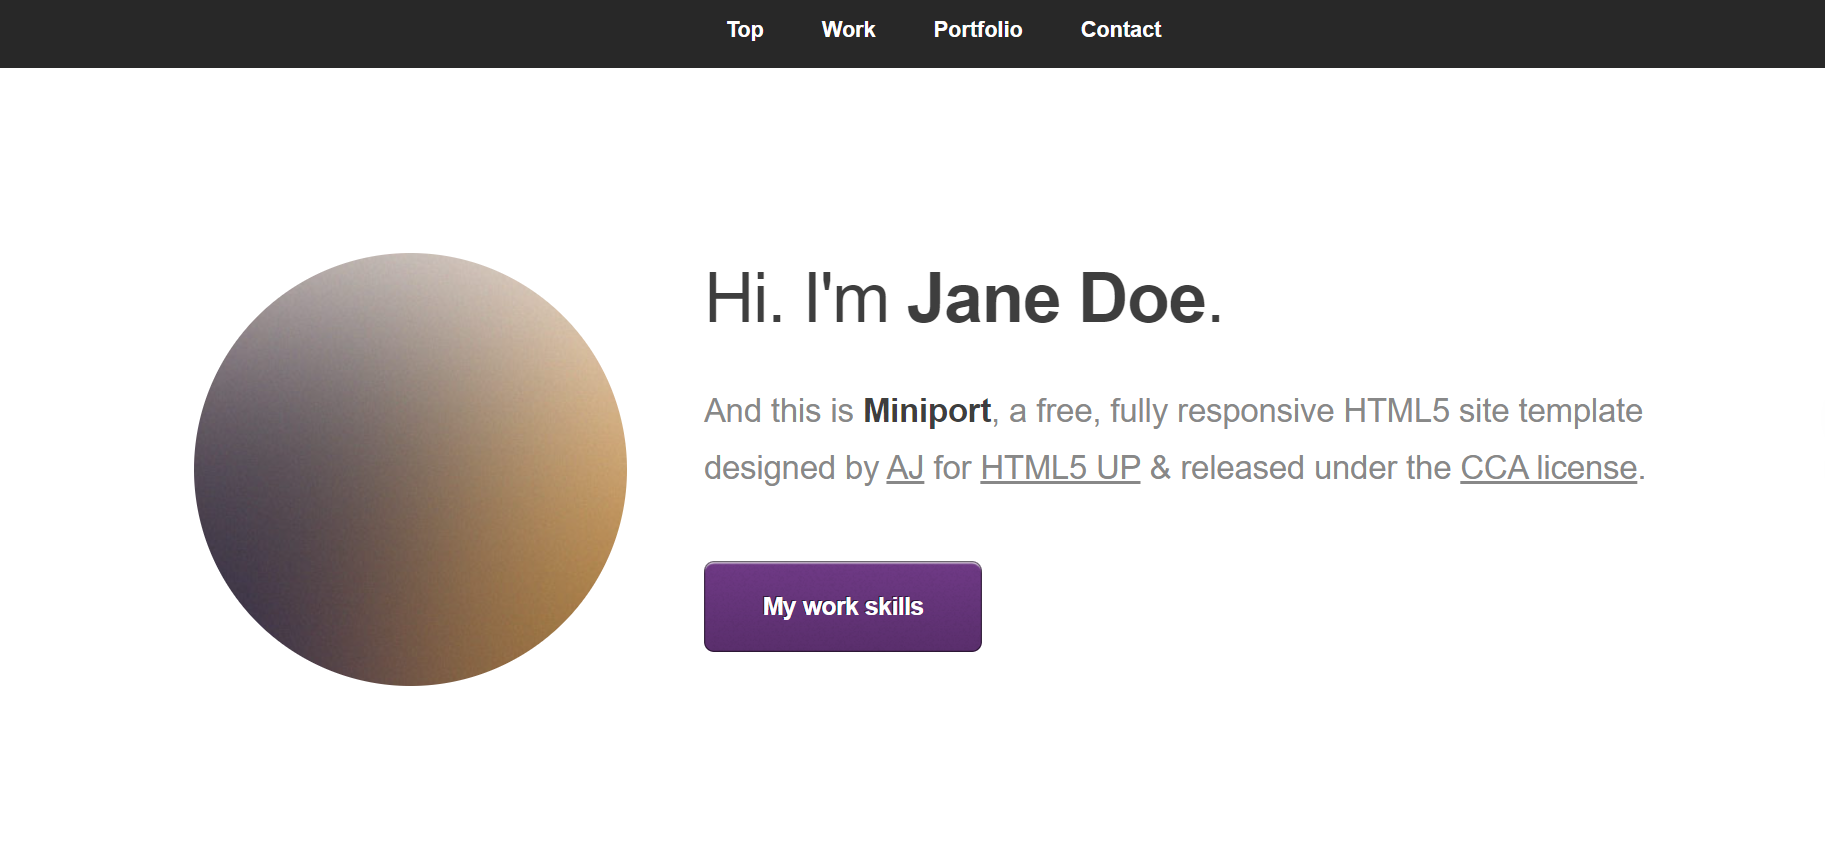 Top Work Portfolio Contact
Hi. I'm Jane Doe.
And this is Miniport, a free, fully responsive HTML5 site template
designed by AJ for HTML5 UP & released under the CCA license.
My work skills